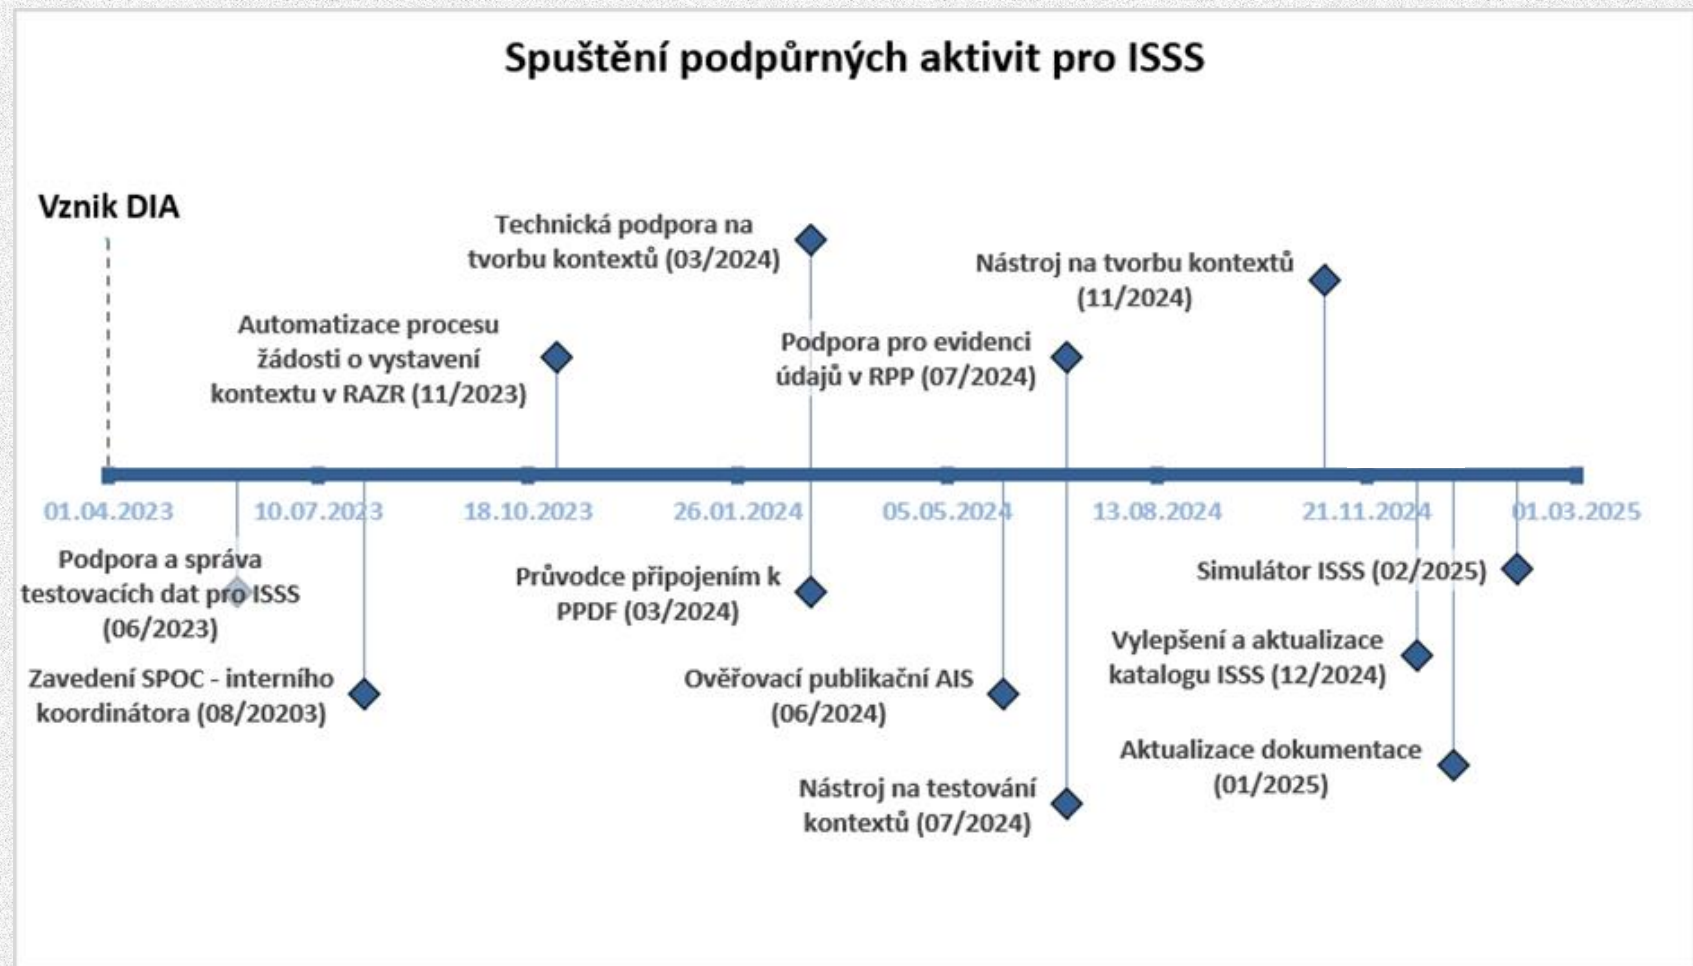 Spuštění podpůrných aktivit pro ISSS
Vznik DIA
Technická podpora na
tvorbu kontextů (03/2024)
Nástroj na tvorbu kontextů
(11/2024)
Automatizace procesu
žádosti o vystavení
kontextu v RAZR (11/2023)
Podpora pro evidenci
údajů v RPP (07/2024)
01.04.2023
10.07.2023
18.10.2023
26.01.2024
05.05.2024
13.08.2024
21.11.2024
01.03.2025
Podpora a správa
testovacích dat pro ISSS
(06/2023)
Zavedení SPOC - interního
koordinátora (08/20203)
Průvodce připojením k
PPDF (03/2024)
Ověřovací publikační AIS
(06/2024)
Nástroj na testování
kontextů (07/2024)
Simulátor ISSS (02/2025)
Vylepšení a aktualizace
katalogu ISSS (12/2024)
Aktualizace dokumentace
(01/2025)